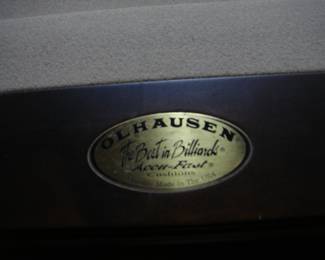 OLHAUSEN®
The Best in Billiards®
Accu-Fast®
Cushions
Made In The USA